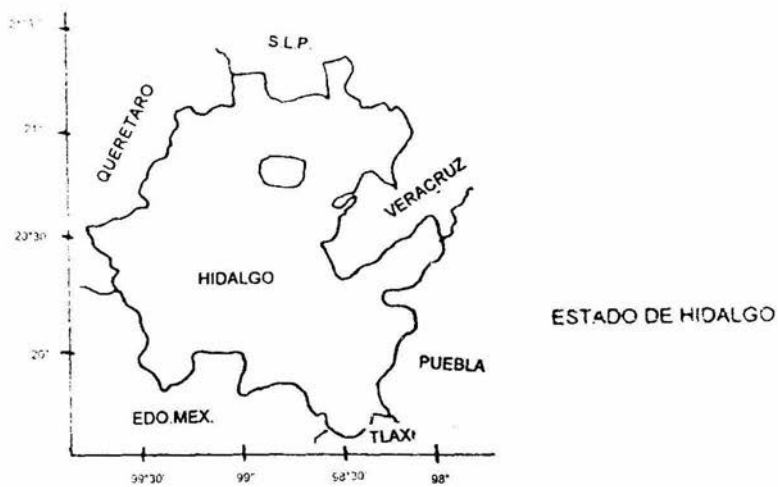 S.L.P.
QUERETARO
21°
VERACRUZ
20°30'
HIDALGO
ESTADO DE HIDALGO
20°
PUEBLA
EDO.MEX.
TLAX
99°30'
99°
98°30'
98°